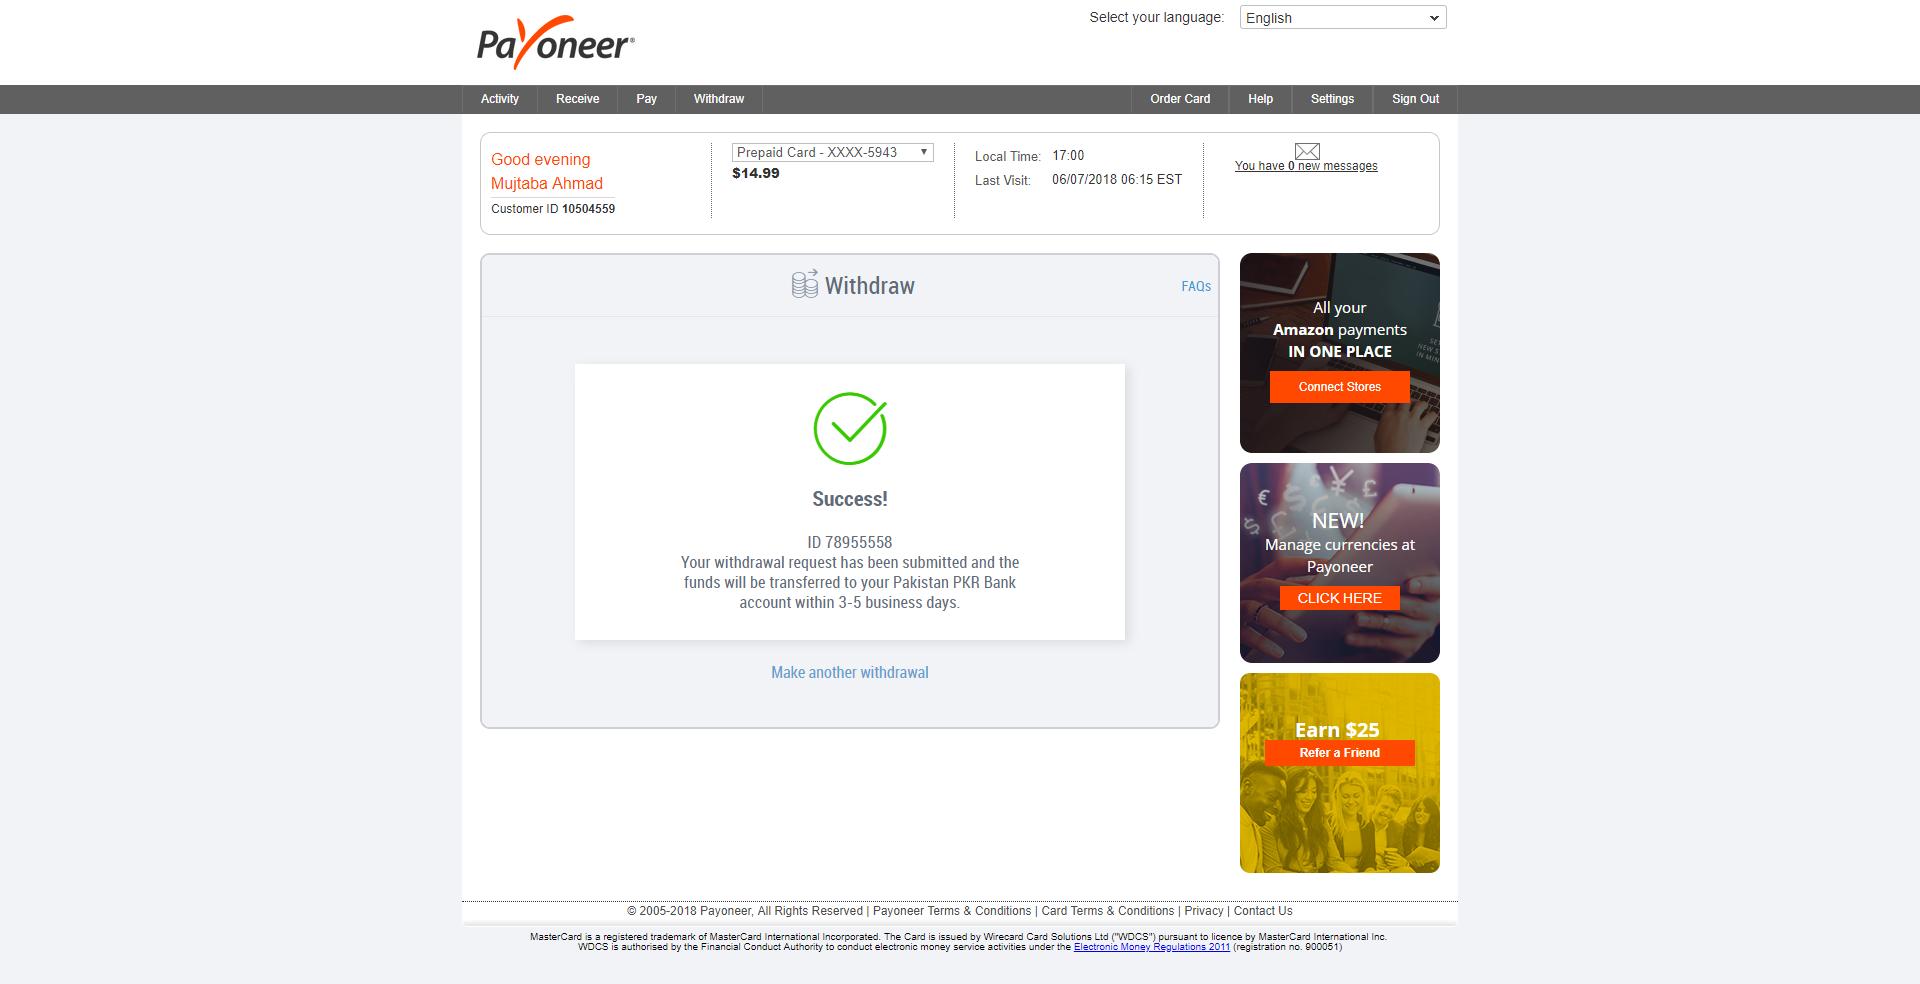 Payoneer®
Select your language:
English
Activity
Receive
Pay
Withdraw
Order Card
Help
Settings
Sign Out
Good evening
Mujtaba Ahmad
Customer ID 10504559
Prepaid Card - XXXX-5943
$14.99
Local Time: 17:00
Last Visit: 06/07/2018 06:15 EST
You have 0 new messages
Withdraw
FAQs
Success!
ID 78955558
Your withdrawal request has been submitted and the
funds will be transferred to your Pakistan PKR Bank
account within 3-5 business days.
Make another withdrawal
All your
Amazon payments
IN ONE PLACE
Connect Stores
NEW!
Manage currencies at
Payoneer
CLICK HERE
Earn $25
Refer a Friend
© 2005-2018 Payoneer, All Rights Reserved | Payoneer Terms & Conditions | Card Terms & Conditions | Privacy | Contact Us
MasterCard is a registered trademark of MasterCard International Incorporated. The Card is issued by Wirecard Card Solutions Ltd ("WDCS") pursuant to licence by MasterCard International Inc.
WDCS is authorised by the Financial Conduct Authority to conduct electronic money service activities under the Electronic Money Regulations 2011 (registration no. 900051)